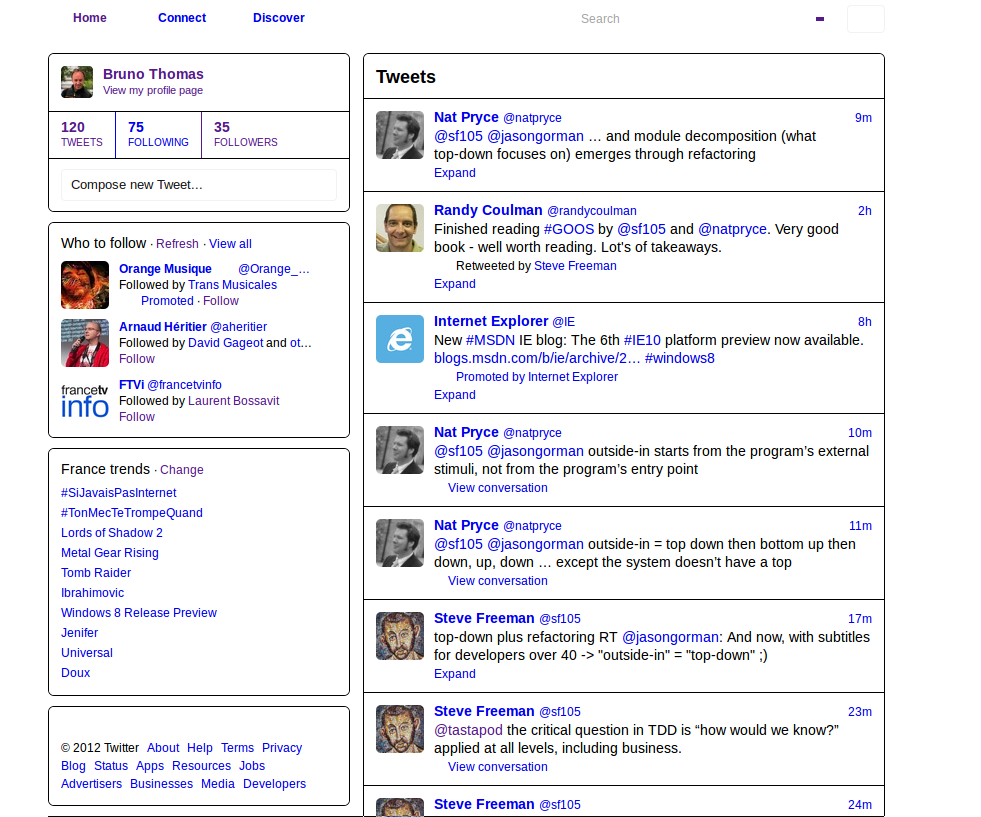 Home Connect Discover Search
Bruno Thomas
View my profile page
120 75 35
TWEETS FOLLOWING FOLLOWERS
Compose new Tweet…
Who to follow · Refresh · View all
Orange Musique @Orange_…
Followed by Trans Musicales
Promoted · Follow
Arnaud Héritier @aheritier
Followed by David Gageot and ot…
Follow
francetv
info
FTVi @francetvinfo
Followed by Laurent Bossavit
Follow
France trends · Change
#SiJavaisPasInternet
#TonMecTeTrompeQuand
Lords of Shadow 2
Metal Gear Rising
Tomb Raider
Ibrahimovic
Windows 8 Release Preview
Jenifer
Universal
Doux
© 2012 Twitter About Help Terms Privacy
Blog Status Apps Resources Jobs
Advertisers Businesses Media Developers
Tweets
Nat Pryce @natpryce 9m
@sf105 @jasongorman … and module decomposition (what
top-down focuses on) emerges through refactoring
Expand
Randy Coulman @randycoulman 2h
Finished reading #GOOS by @sf105 and @natpryce. Very good
book - well worth reading. Lot's of takeaways.
Retweeted by Steve Freeman
Expand
Internet Explorer @IE 8h
New #MSDN IE blog: The 6th #IE10 platform preview now available.
blogs.msdn.com/b/ie/archive/2… #windows8
Promoted by Internet Explorer
Expand
Nat Pryce @natpryce 10m
@sf105 @jasongorman outside-in starts from the program’s external
stimuli, not from the program’s entry point
View conversation
Nat Pryce @natpryce 11m
@sf105 @jasongorman outside-in = top down then bottom up then
down, up, down … except the system doesn’t have a top
View conversation
Steve Freeman @sf105 17m
top-down plus refactoring RT @jasongorman: And now, with subtitles
for developers over 40 -> "outside-in" = "top-down" ;)
Expand
Steve Freeman @sf105 23m
@tastapod the critical question in TDD is “how would we know?”
applied at all levels, including business.
View conversation
Steve Freeman @sf105 24m